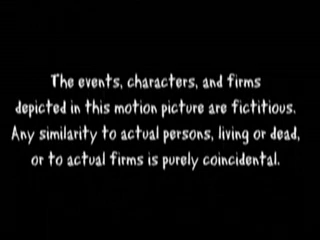 The events, characters, and firms
depicted in this motion picture are fictitious.
Any similarity to actual persons, living or dead,
or to actual firms is purely coincidental.